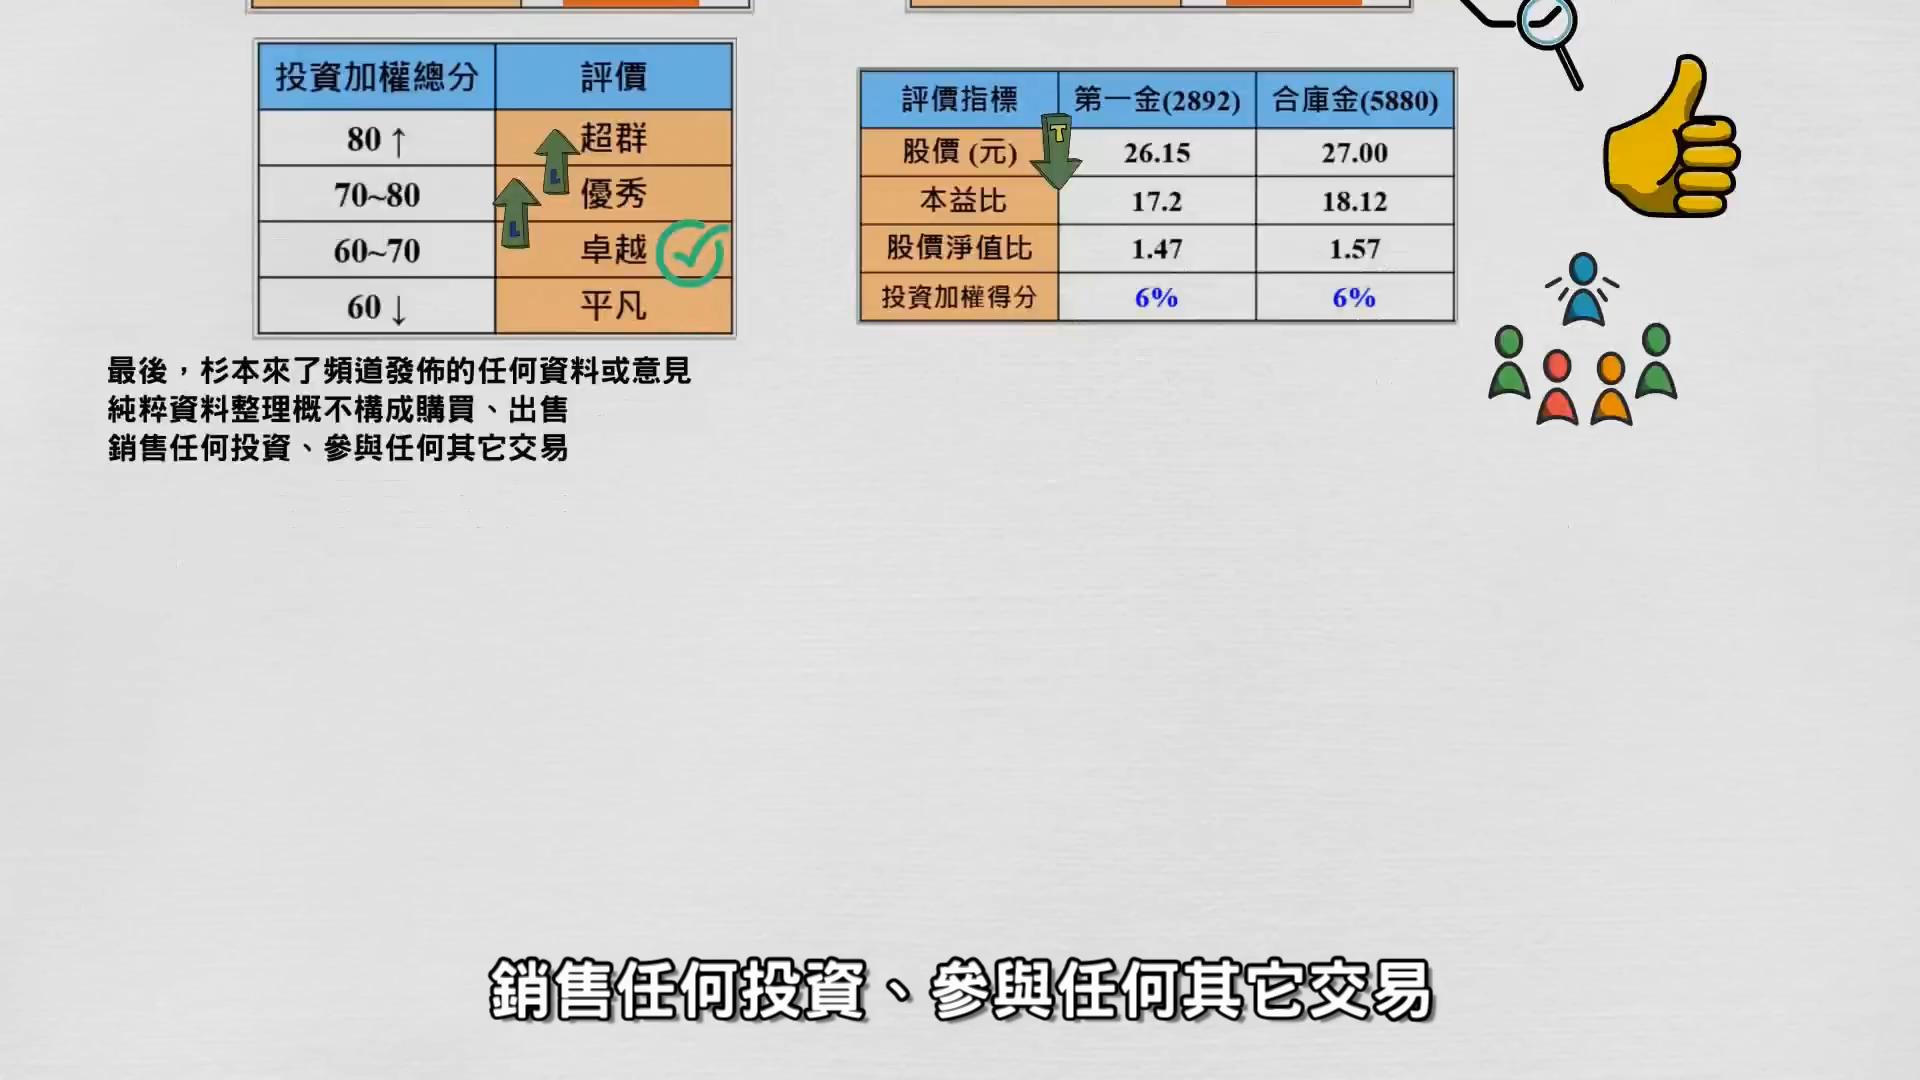 投資加權總分 評價
80 ↑ 超群
70~80 優秀
60~70 卓越
60 ↓ 平凡
L
L
評價指標 第一金(2892) 合庫金(5880)
股價 (元) 26.15 27.00
本益比 17.2 18.12
股價淨值比 1.47 1.57
投資加權得分 6% 6%
T
最後，杉本來了頻道發佈的任何資料或意見
純粹資料整理概不構成購買、出售
銷售任何投資、參與任何其它交易
銷售任何投資、參與任何其它交易